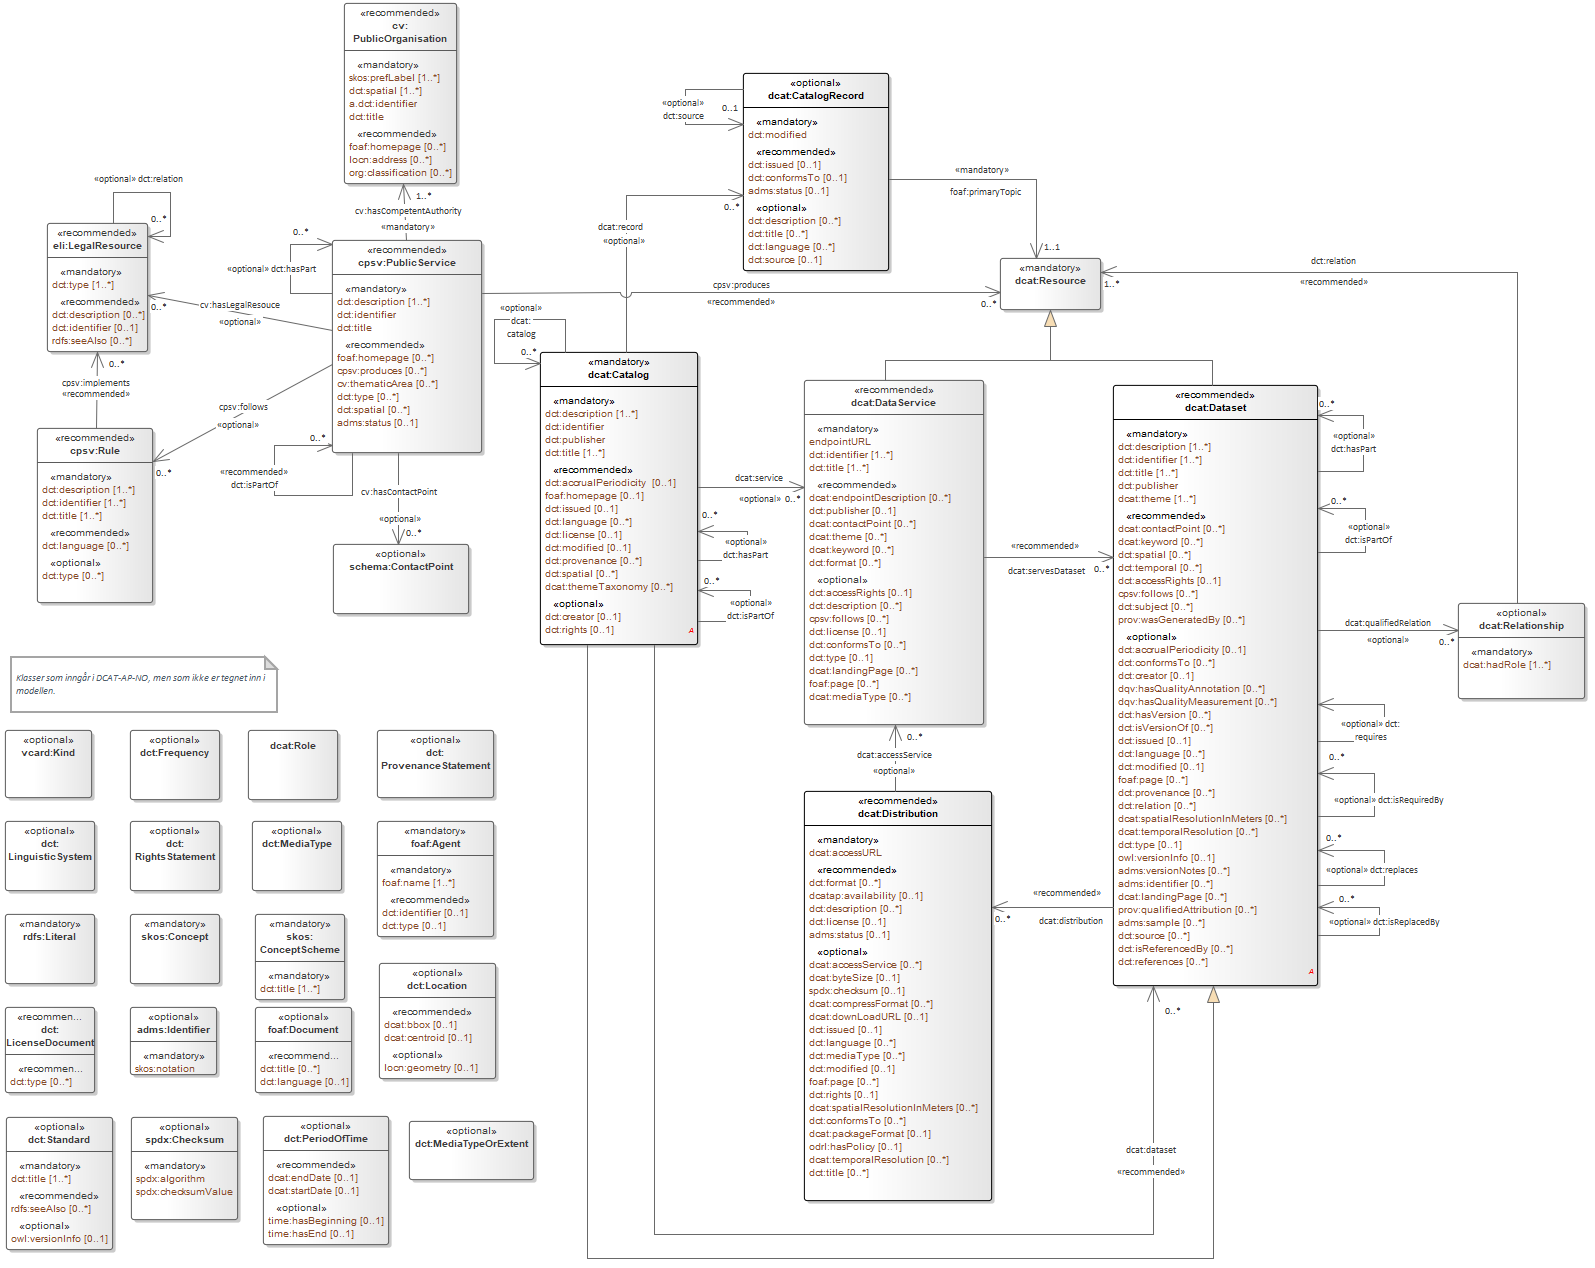 «recommended»
cv:
PublicOrganisation
«mandatory»
skos:prefLabel [1..*]
dct:spatial [1..*]
a.dct:identifier
dct:title
«recommended»
foaf:homepage [0..*]
locn:address [0..*]
org:classification [0..*]
1..*
cv:hasCompetentAuthority
«mandatory»
«optional» dct:relation
0..*
«recommended»
eli:LegalResource
«mandatory»
dct:type [1..*]
«recommended»
dct:description [0..*]
dct:identifier [0..1]
rdfs:seeAlso [0..*]
0..*
cpsv:implements
«recommended»
«recommended»
cpsv:Rule
«mandatory»
dct:description [1..*]
dct:identifier [1..*]
dct:title [1..*]
«recommended»
dct:language [0..*]
«optional»
dct:type [0..*]
0..*
cv:hasLegalResouce
«optional»
cpsv:follows
«optional»
0..*
0..*
«optional» dct:hasPart
«recommended»
cpsv:PublicService
«mandatory»
dct:description [1..*]
dct:identifier
dct:title
«recommended»
foaf:homepage [0..*]
cpsv:produces [0..*]
cv:thematicArea [0..*]
dct:type [0..*]
dct:spatial [0..*]
adms:status [0..1]
0..*
«recommended»
dct:isPartOf
cv:hasContactPoint
«optional»
0..*
«optional»
schema:ContactPoint
cpsv:produces
«recommended»
0..*
«optional»
dct:source
0..1
«optional»
dcat:CatalogRecord
«mandatory»
dct:modified
«recommended»
dct:issued [0..1]
dct:conformsTo [0..1]
adms:status [0..1]
«optional»
dct:description [0..*]
dct:title [0..*]
dct:language [0..*]
dct:source [0..1]
0..*
dcat:record
«optional»
«mandatory»
foaf:primaryTopic
1..1
«mandatory»
dcat:Resource
1..*
dct:relation
«recommended»
«optional»
dcat:
catalog
0..*
«mandatory»
dcat:Catalog
«mandatory»
dct:description [1..*]
dct:identifier
dct:publisher
dct:title [1..*]
«recommended»
dct:accrualPeriodicity [0..1]
foaf:homepage [0..1]
dct:issued [0..1]
dct:language [0..*]
dct:license [0..1]
dct:modified [0..1]
dct:provenance [0..*]
dct:spatial [0..*]
dcat:themeTaxonomy [0..*]
«optional»
dct:creator [0..1]
dct:rights [0..1]
A
dcat:service
«optional» 0..*
0..*
«optional»
dct:hasPart
0..*
«optional»
dct:isPartOf
«recommended»
dcat:DataService
«mandatory»
endpointURL
dct:identifier [1..*]
dct:title [1..*]
«recommended»
dcat:endpointDescription [0..*]
dct:publisher [0..1]
dcat:contactPoint [0..*]
dcat:theme [0..*]
dcat:keyword [0..*]
dct:format [0..*]
«optional»
dct:accessRights [0..1]
dct:description [0..*]
cpsv:follows [0..*]
dct:license [0..1]
dct:conformsTo [0..*]
dct:type [0..1]
dcat:landingPage [0..*]
foaf:page [0..*]
dcat:mediaType [0..*]
«recommended»
dcat:servesDataset
0..*
0..*
dcat:accessService
«optional»
«recommended»
dcat:Distribution
«mandatory»
dcat:accessURL
«recommended»
dct:format [0..*]
dcatap:availability [0..1]
dct:description [0..*]
dct:license [0..1]
adms:status [0..1]
«optional»
dcat:accessService [0..*]
dcat:byteSize [0..1]
spdx:checksum [0..1]
dcat:compressFormat [0..*]
dcat:downLoadURL [0..1]
dct:issued [0..1]
dct:language [0..*]
dct:mediaType [0..*]
dct:modified [0..1]
foaf:page [0..*]
dct:rights [0..1]
dcat:spatialResolutionInMeters [0..*]
dct:conformsTo [0..*]
dcat:packageFormat [0..1]
odrl:hasPolicy [0..1]
dcat:temporalResolution [0..*]
dct:title [0..*]
«recommended»
0..*
dcat:distribution
«recommended»
dcat:Dataset
«mandatory»
dct:description [1..*]
dct:identifier [1..*]
dct:title [1..*]
dct:publisher
dcat:theme [1..*]
«recommended»
dcat:contactPoint [0..*]
dcat:keyword [0..*]
dct:spatial [0..*]
dct:temporal [0..*]
dct:accessRights [0..1]
cpsv:follows [0..*]
dct:subject [0..*]
prov:wasGeneratedBy [0..*]
«optional»
dct:accrualPeriodicity [0..1]
dct:conformsTo [0..*]
dct:creator [0..1]
dqv:hasQualityAnnotation [0..*]
dqv:hasQualityMeasurement [0..*]
dct:hasVersion [0..*]
dct:isVersionOf [0..*]
dct:issued [0..1]
dct:language [0..*]
dct:modified [0..1]
foaf:page [0..*]
dct:provenance [0..*]
dct:relation [0..*]
dcat:spatialResolutionInMeters [0..*]
dcat:temporalResolution [0..*]
dct:type [0..1]
owl:versionInfo [0..1]
adms:versionNotes [0..*]
adms:identifier [0..*]
dcat:landingPage [0..*]
prov:qualifiedAttribution [0..*]
adms:sample [0..*]
dct:source [0..*]
dct:isReferencedBy [0..*]
dct:references [0..*]
A
0..*
«optional»
dct:hasPart
0..*
«optional»
dct:isPartOf
dcat:qualifiedRelation
«optional»
0..*
«optional»
dcat:Relationship
«mandatory»
dcat:hadRole [1..*]
«optional» dct:
requires
0..*
«optional» dct:isRequiredBy
0..*
«optional» dct:replaces
0..*
«optional» dct:isReplacedBy
0..*
dcat:dataset
«recommended»
Klasser som inngår i DCAT-AP-NO, men som ikke er tegnet inn i
modellen.
«optional»
vcard:Kind
«optional»
dct:Frequency
dcat:Role
«optional»
dct:
ProvenanceStatement
«optional»
dct:
LinguisticSystem
«optional»
dct:
RightsStatement
«optional»
dct:MediaType
«mandatory»
foaf:Agent
«mandatory»
foaf:name [1..*]
«recommended»
dct:identifier [0..1]
dct:type [0..1]
«mandatory»
rdfs:Literal
«mandatory»
skos:Concept
«mandatory»
skos:
ConceptScheme
«mandatory»
dct:title [1..*]
«optional»
dct:Location
«recommended»
dcat:bbox [0..1]
dcat:centroid [0..1]
«optional»
locn:geometry [0..1]
«recommen...
dct:
LicenseDocument
«recommen...
dct:type [0..*]
«optional»
adms:Identifier
«mandatory»
skos:notation
«optional»
foaf:Document
«recommend...
dct:title [0..*]
dct:language [0..1]
«optional»
dct:Standard
«mandatory»
dct:title [1..*]
«recommended»
rdfs:seeAlso [0..*]
«optional»
owl:versionInfo [0..1]
«optional»
spdx:Checksum
«mandatory»
spdx:algorithm
spdx:checksumValue
«optional»
dct:PeriodOfTime
«recommended»
dcat:endDate [0..1]
dcat:startDate [0..1]
«optional»
time:hasBeginning [0..1]
time:hasEnd [0..1]
«optional»
dct:MediaTypeOrExtent